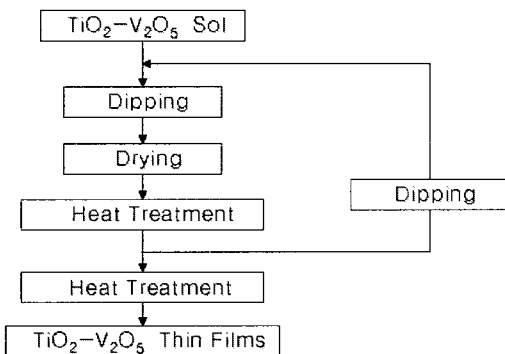 TiO₂−V₂O₅ Sol
Dipping
Drying
Heat Treatment
Dipping
Heat Treatment
TiO₂−V₂O₅ Thin Films